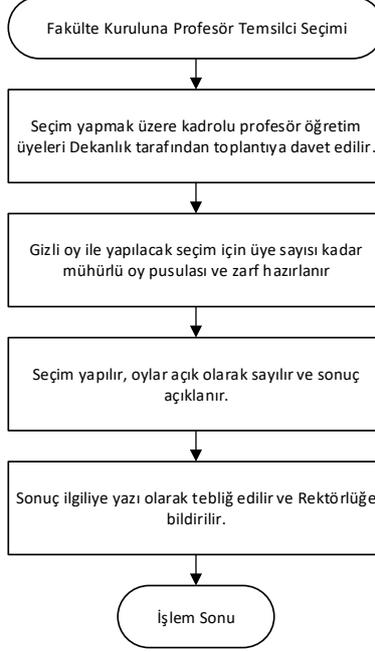 Fakülte Kuruluna Profesör Temsilci Seçimi
Seçim yapmak üzere kadrolu profesör öğretim
üyeleri Dekanlık tarafından toplantıya davet edilir.
Gizli oy ile yapılacak seçim için üye sayısı kadar
mühürlü oy pusulası ve zarf hazırlanır
Seçim yapılır, oylar açık olarak sayılır ve sonuç
açıklanır.
Sonuç ilgiliye yazı olarak tebliğ edilir ve Rektörlüğe
bildirilir.
İşlem Sonu